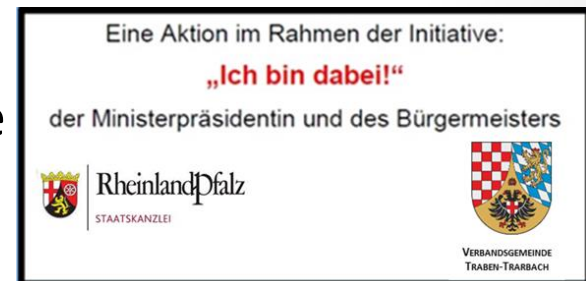 Eine Aktion im Rahmen der Initiative:
„Ich bin dabei!“
e
der Ministerpräsidentin und des Bürgermeisters
RheinlandPfalz
STAATSKANZLEI
VERBANDSGEMEINDE
TRABEN-TRARBACH